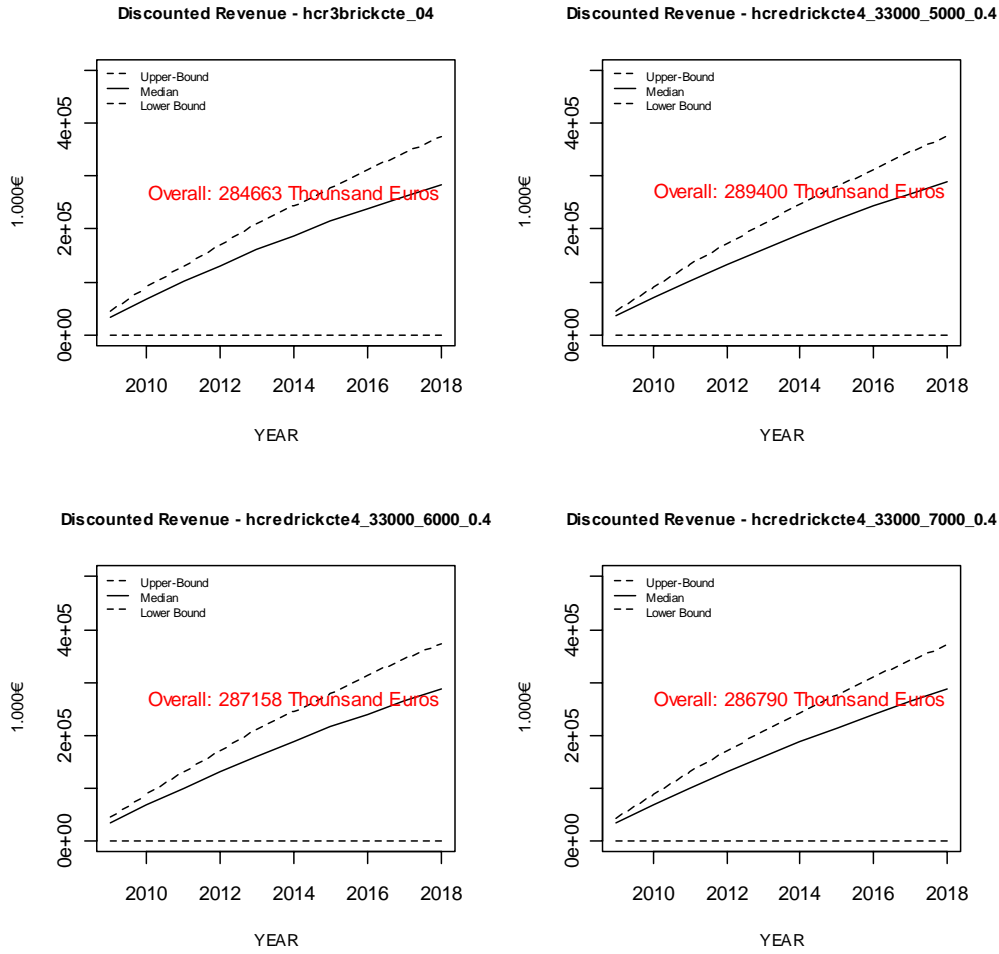 Discounted Revenue - hcr3brickcte_04
1.000€
4e+05
2e+05
0e+00
Upper-Bound
Median
Lower Bound
Overall: 284663 Thounsand Euros
2010 2012 2014 2016 2018
YEAR
Discounted Revenue - hcredrickcte4_33000_5000_0.4
1.000€
4e+05
2e+05
0e+00
Upper-Bound
Median
Lower Bound
Overall: 289400 Thounsand Euros
2010 2012 2014 2016 2018
YEAR
Discounted Revenue - hcredrickcte4_33000_6000_0.4
1.000€
4e+05
2e+05
0e+00
Upper-Bound
Median
Lower Bound
Overall: 287158 Thounsand Euros
2010 2012 2014 2016 2018
YEAR
Discounted Revenue - hcredrickcte4_33000_7000_0.4
1.000€
4e+05
2e+05
0e+00
Upper-Bound
Median
Lower Bound
Overall: 286790 Thounsand Euros
2010 2012 2014 2016 2018
YEAR